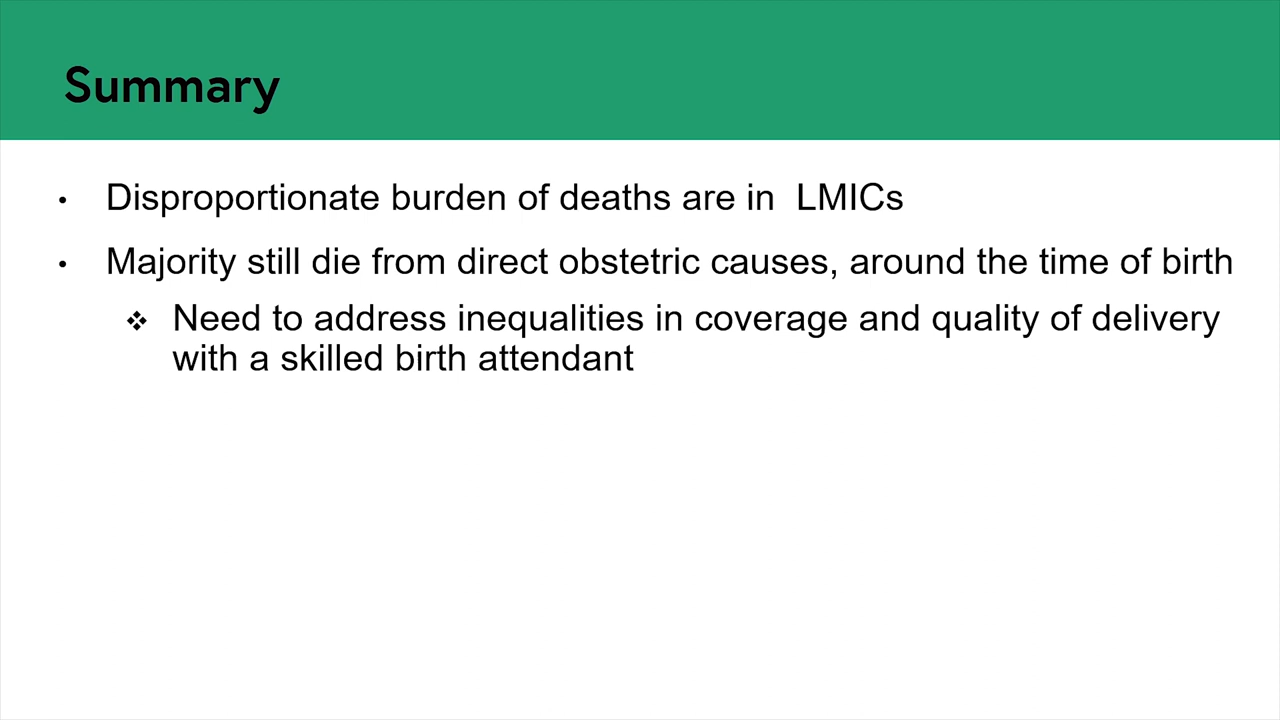 Summary
• Disproportionate burden of deaths are in  LMICs
• Majority still die from direct obstetric causes, around the time of birth
❖ Need to address inequalities in coverage and quality of delivery
with a skilled birth attendant